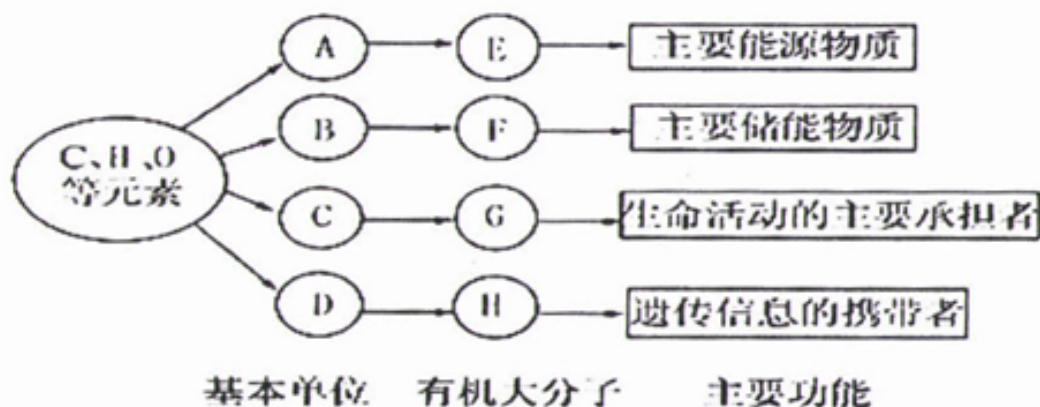 A E 主要能源物质
B F 主要储能物质
C、H、O
等元素
C G 生命活动的主要承担者
D H 遗传信息的携带者
基本单位 有机大分子 主要功能